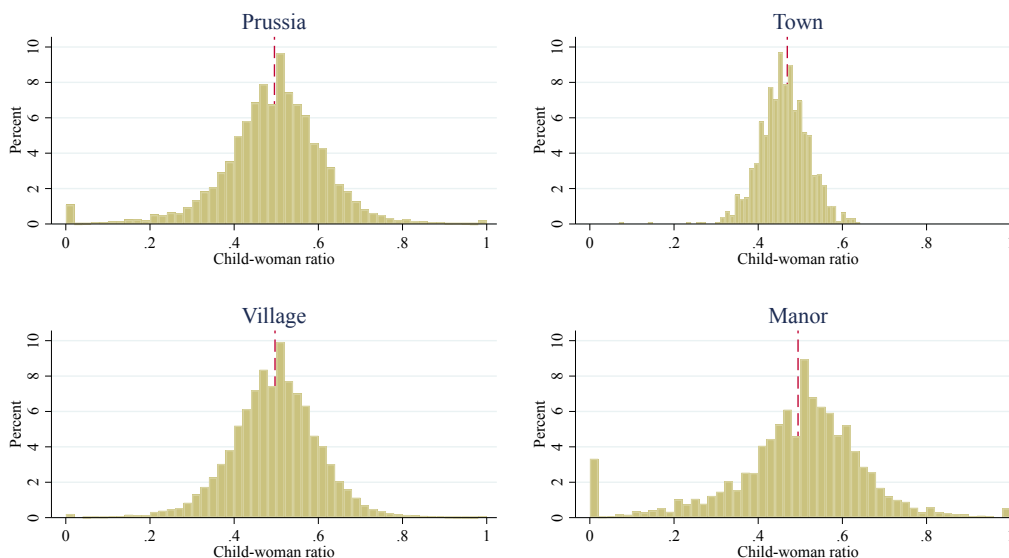 Prussia
Percent
10
8
6
4
2
0
0 .2 .4 .6 .8 1
Child-woman ratio
Town
Percent
10
8
6
4
2
0
0 .2 .4 .6 .8 1
Child-woman ratio
Village
Percent
10
8
6
4
2
0
0 .2 .4 .6 .8 1
Child-woman ratio
Manor
Percent
10
8
6
4
2
0
0 .2 .4 .6 .8 1
Child-woman ratio